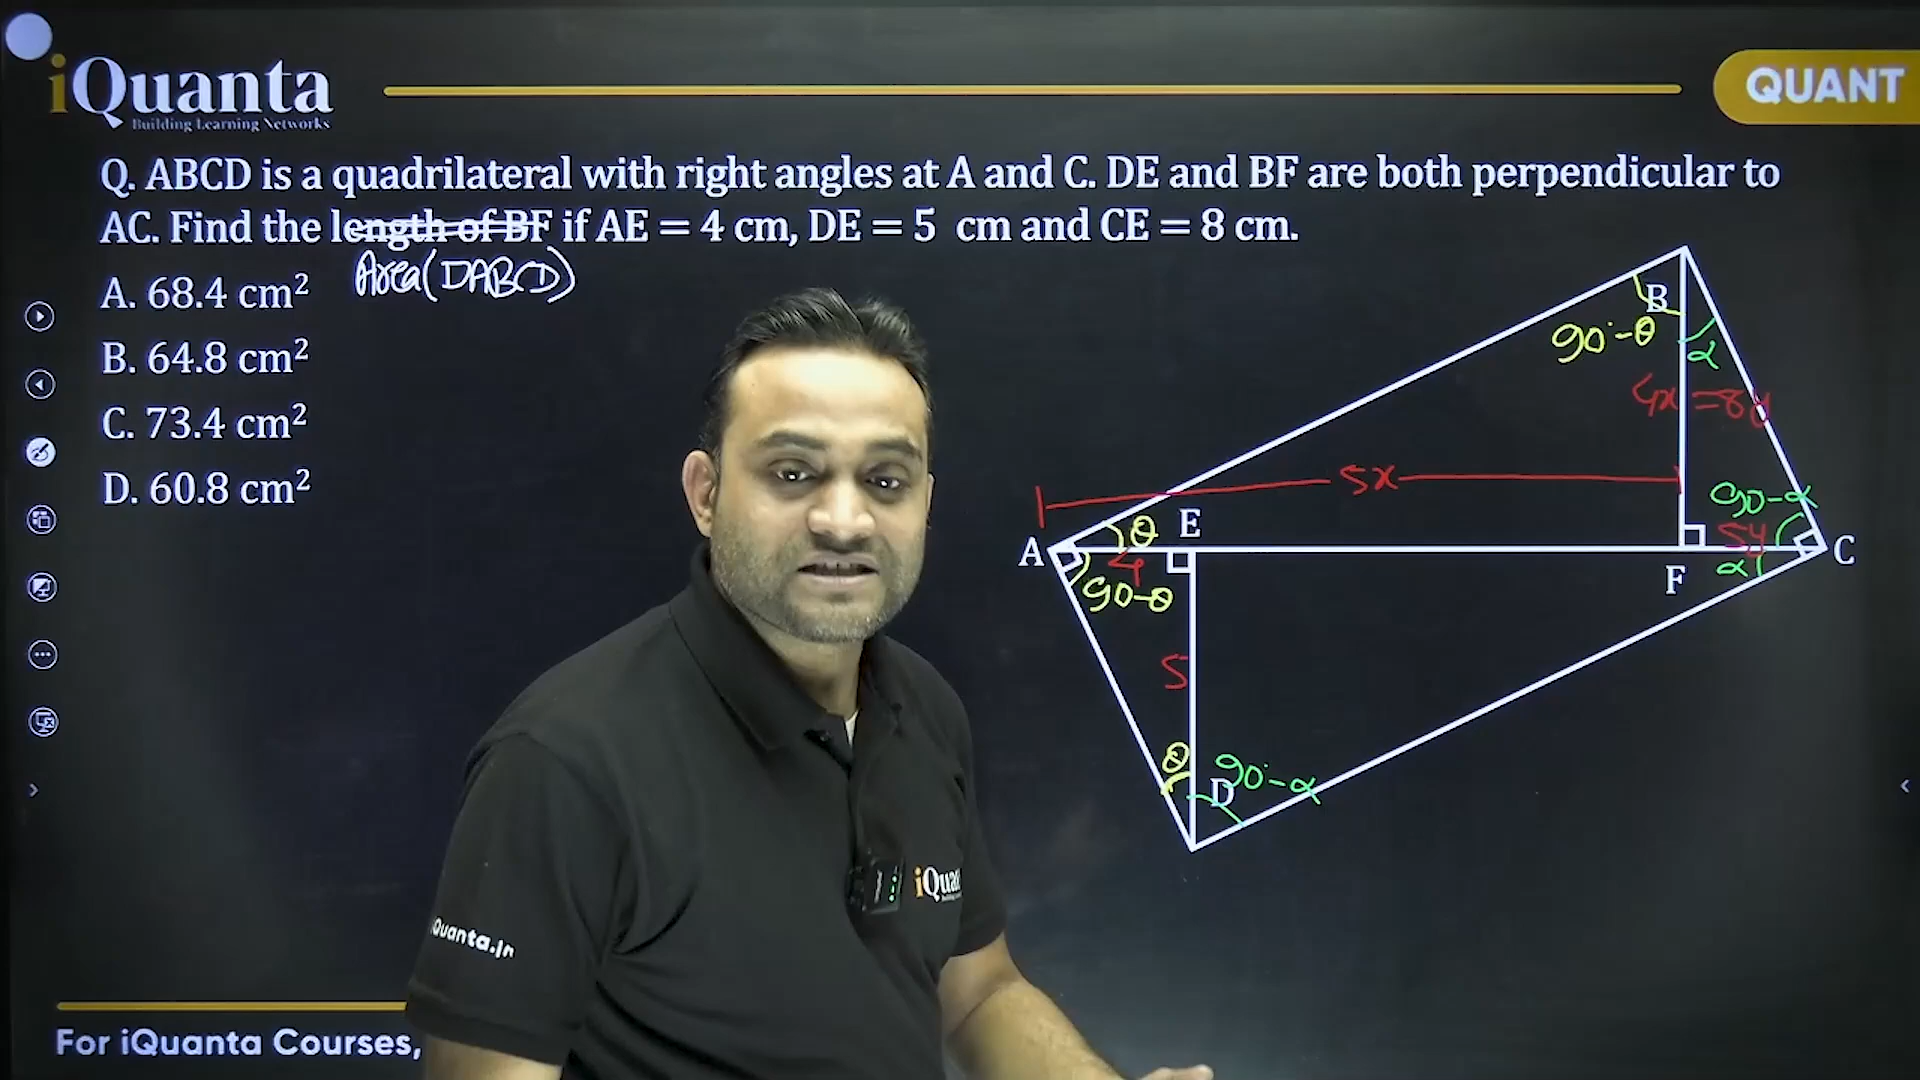 iQuanta
Building Learning Networks
QUANT
Q. ABCD is a quadrilateral with right angles at A and C. DE and BF are both perpendicular to
AC. Find the length of BF if AE = 4 cm, DE = 5 cm and CE = 8 cm.
Area(□ABCD)
A. 68.4 cm²
B. 64.8 cm²
C. 73.4 cm²
D. 60.8 cm²
B
90°-θ
α
4x = 8y
5x
90-α
A
θ
E
5y
C
4
α
F
90-θ
5
θ
90°-α
D
iQuan
iQuanta.in
For iQuanta Courses,